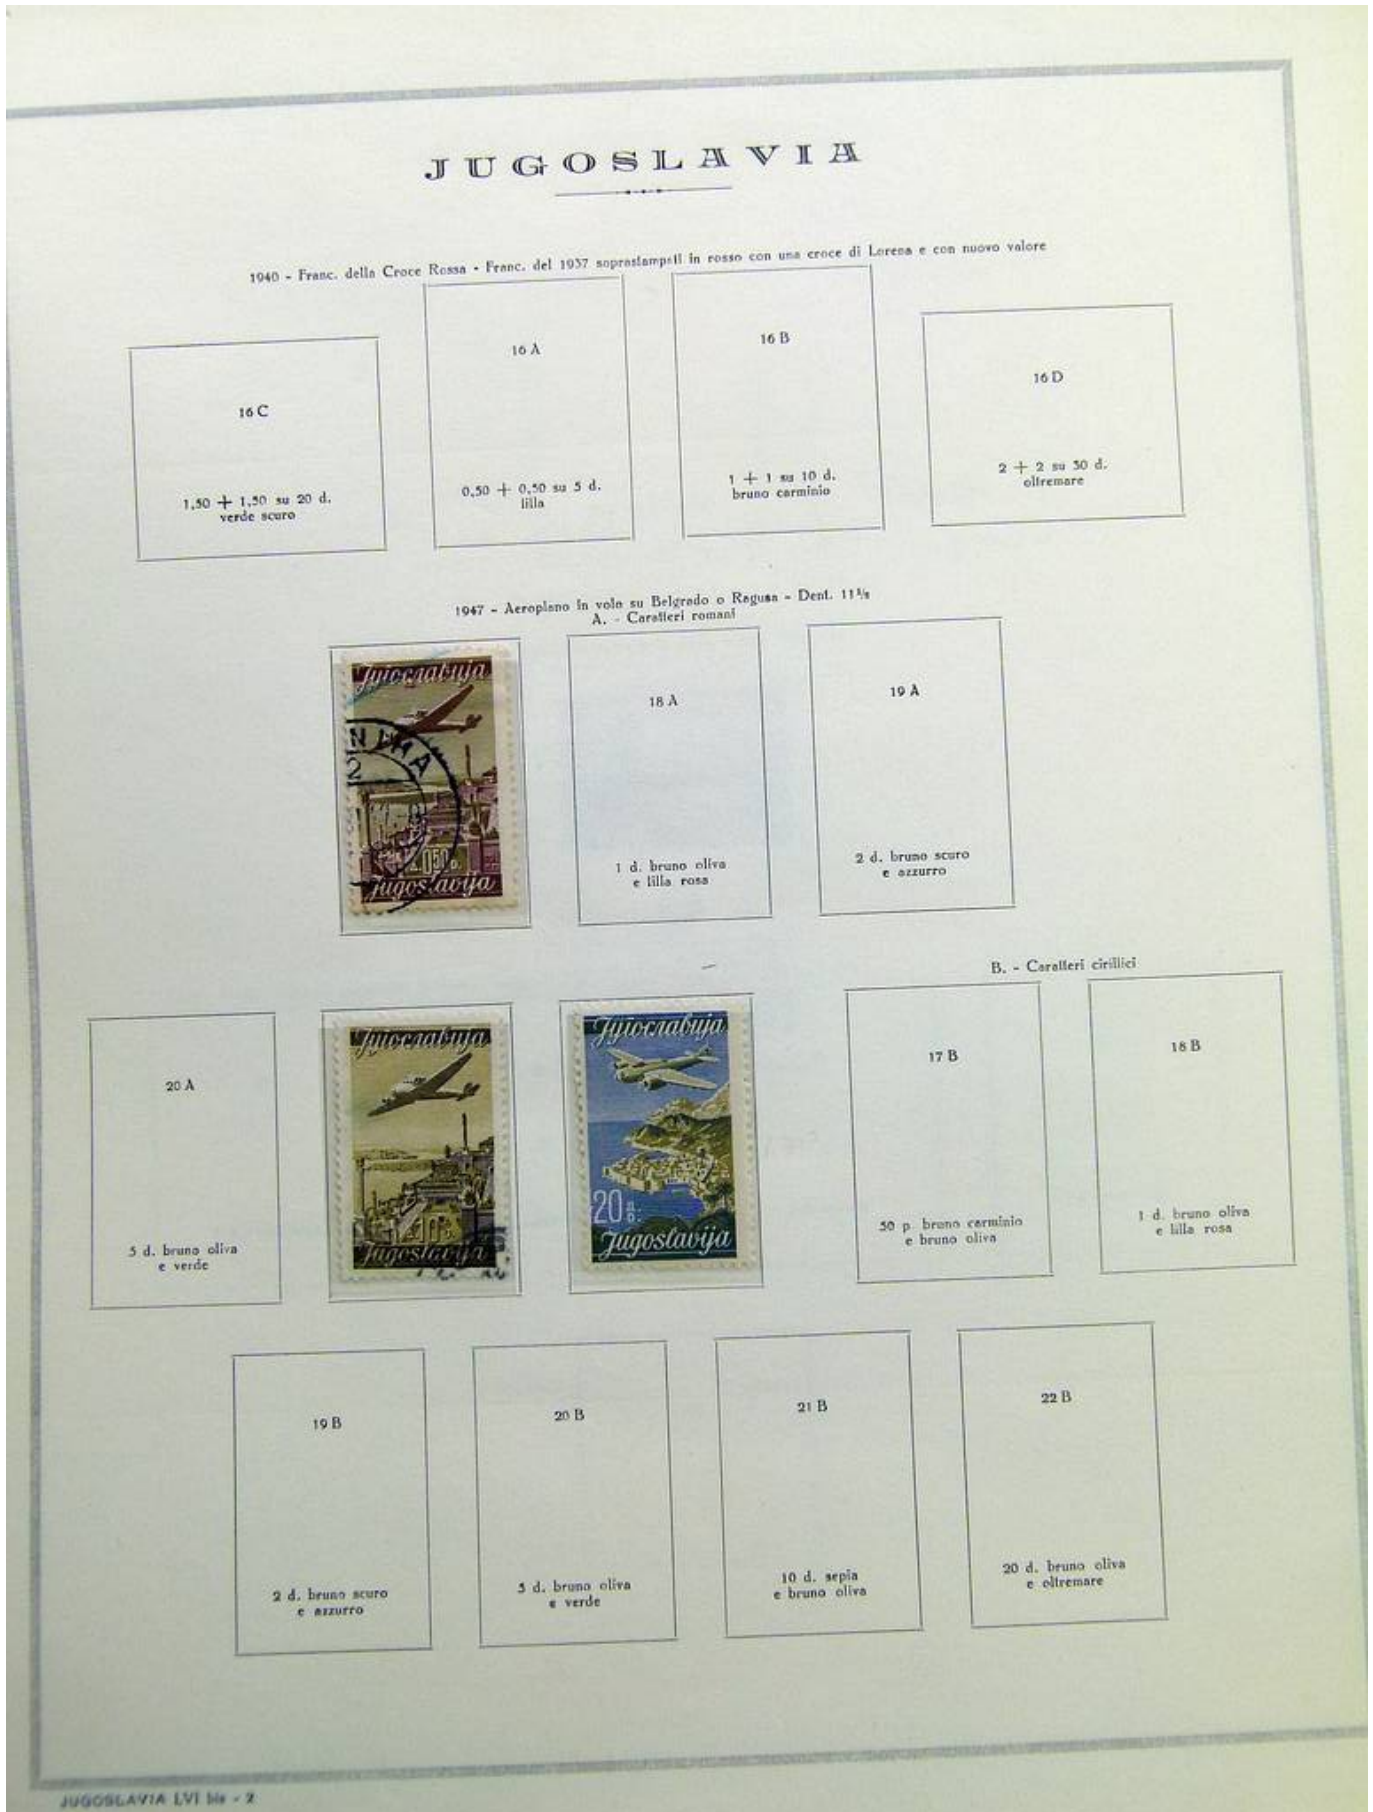 JUGOSLAVIA
1940 - Franc. della Croce Rossa - Franc. del 1937 soprastampati in rosso con una croce di Lorena e con nuovo valore
16 C
1,50 + 1,50 su 20 d.
verde scuro
16 A
0,50 + 0,50 su 5 d.
lilla
16 B
1 + 1 su 10 d.
bruno carminio
16 D
2 + 2 su 30 d.
oltremare
1947 - Aeroplano in volo su Belgrado o Ragusa - Dent. 11½
A. - Caratteri romani
Југославија
0.50 D.
Jugoslavija
18 A
1 d. bruno oliva
e lilla rosa
19 A
2 d. bruno scuro
e azzurro
B. - Caratteri cirillici
20 A
5 d. bruno oliva
e verde
Југославија
10
Jugoslavija
Југославија
20
Jugoslavija
17 B
50 p. bruno carminio
e bruno oliva
18 B
1 d. bruno oliva
e lilla rosa
19 B
2 d. bruno scuro
e azzurro
20 B
5 d. bruno oliva
e verde
21 B
10 d. sepia
e bruno oliva
22 B
20 d. bruno oliva
e oltremare
JUGOSLAVIA LVI bis - 2